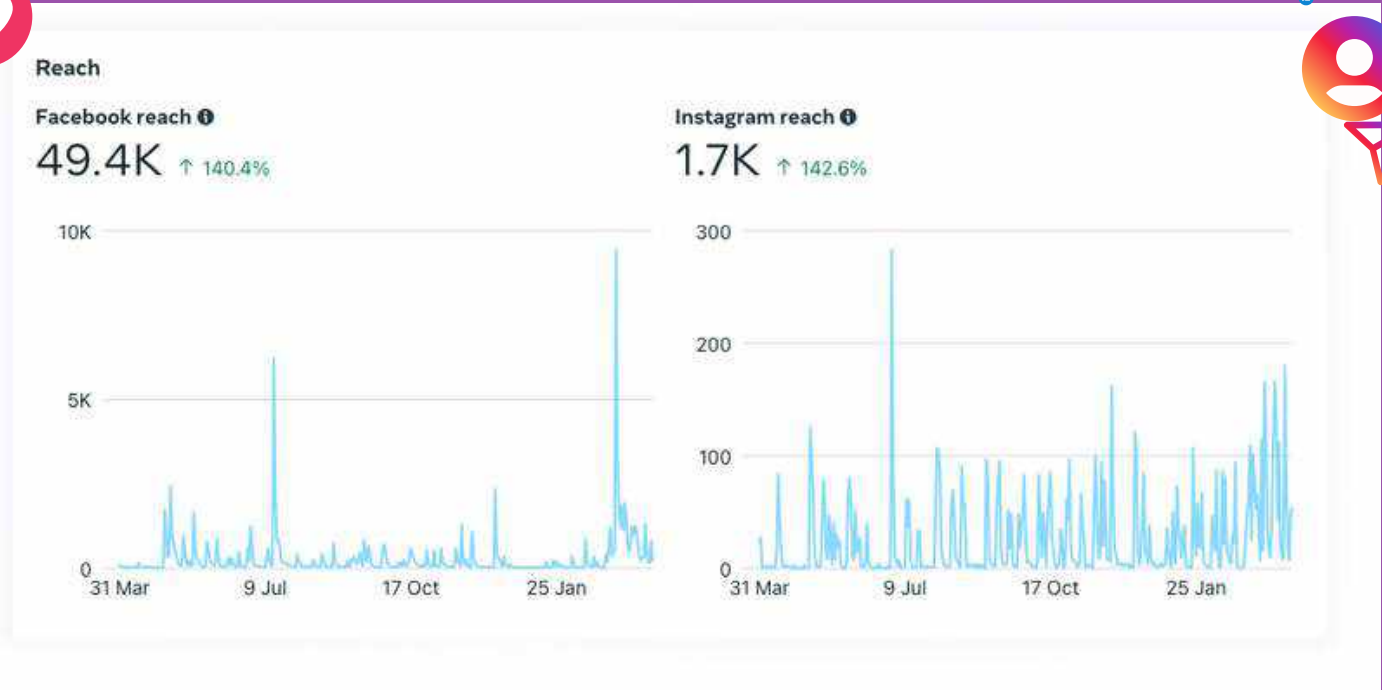 Reach
Facebook reach
49.4K ↑ 140.4%
10K
5K
0
31 Mar 9 Jul 17 Oct 25 Jan
Instagram reach
1.7K ↑ 142.6%
300
200
100
0
31 Mar 9 Jul 17 Oct 25 Jan